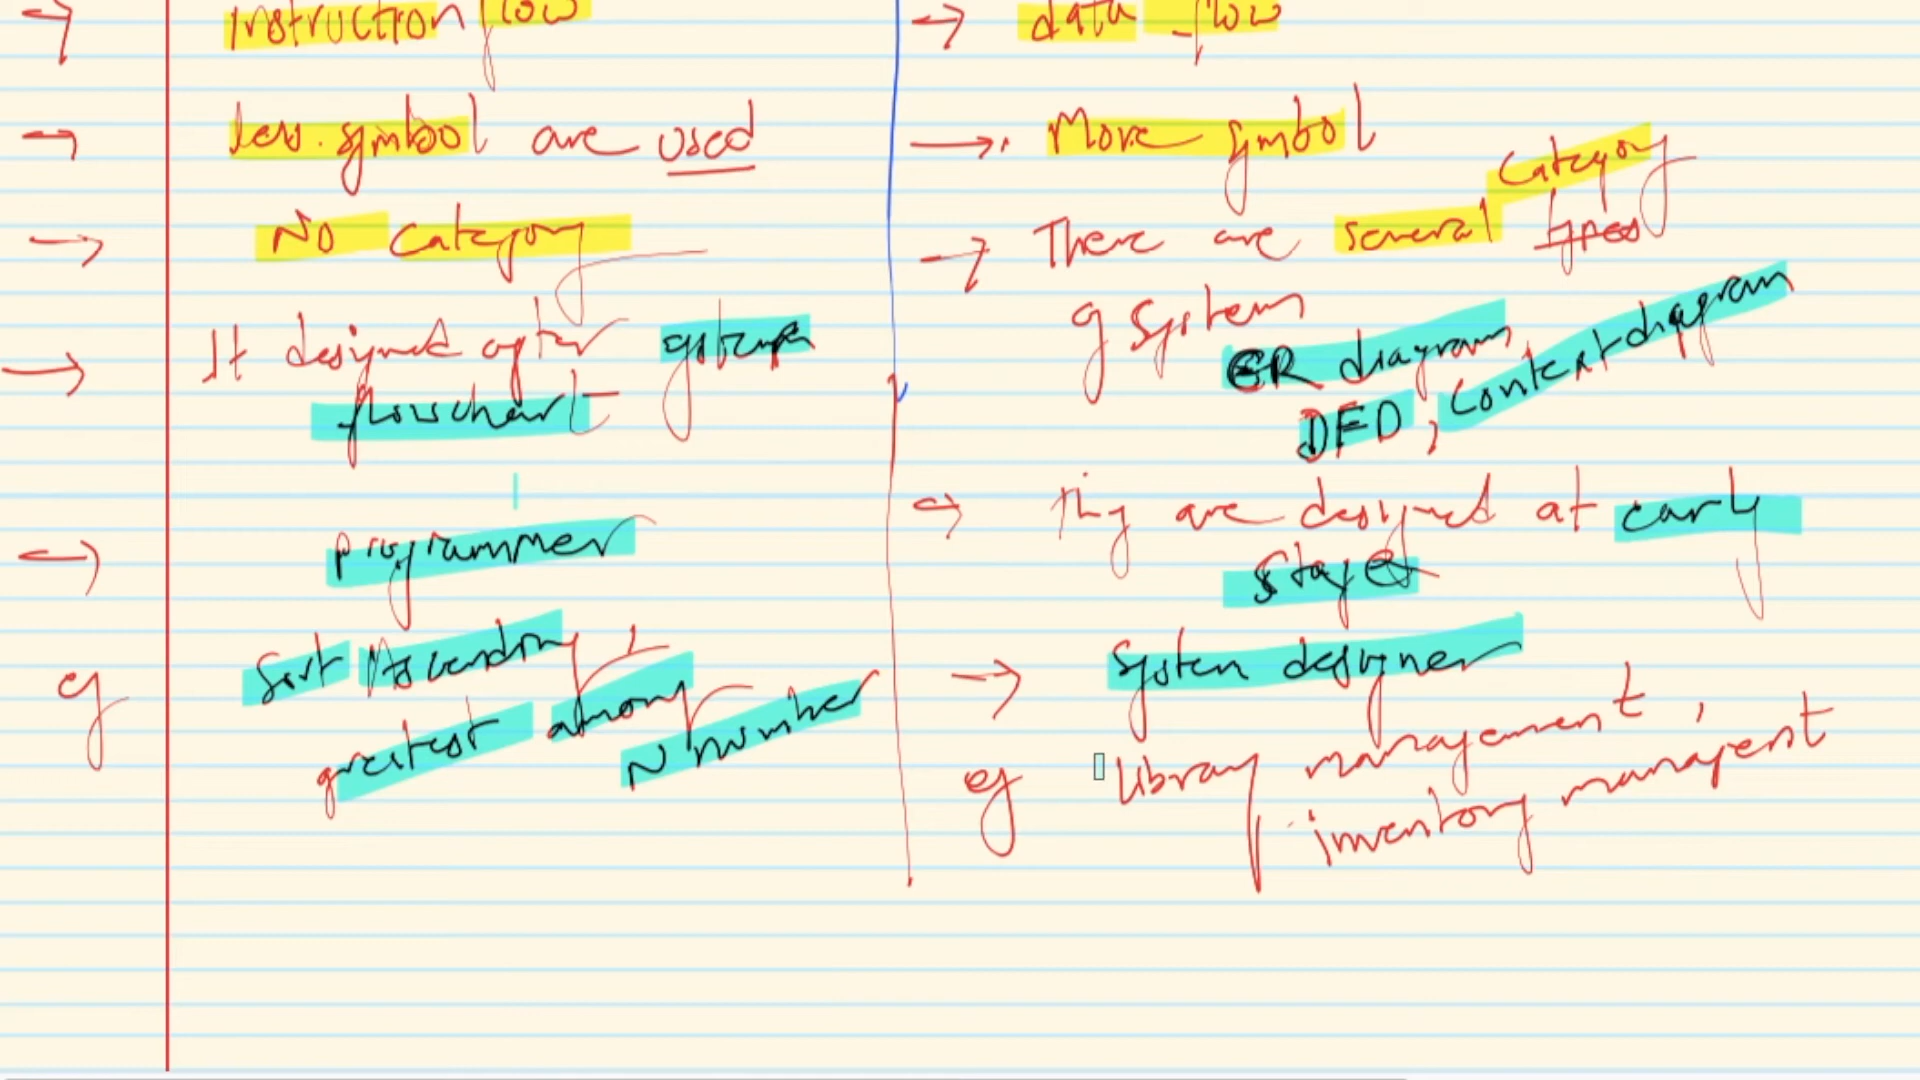 → instruction flow
→ less symbol are used
→ No category
→ It designed after system
flowchart
→ programmer
eg sort Ascending,
greatest among
N number
→ data flow
→ More symbol
category
→ There are several types
of system
ER diagram,
DFD, context diagram
→ They are designed at early
stages
→ System designer
eg Library management,
inventory management